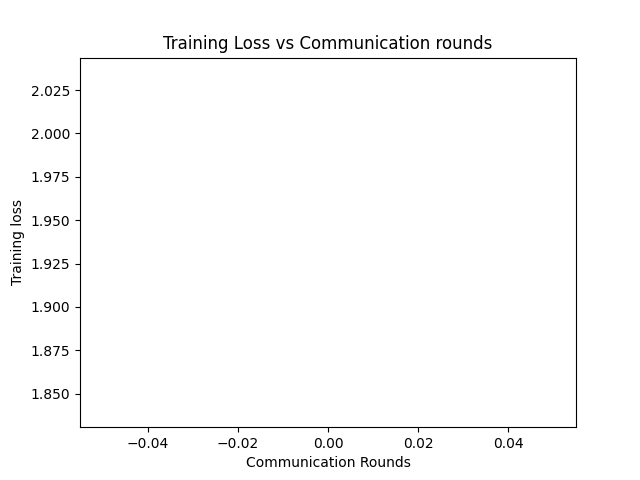 Training Loss vs Communication rounds
2.025
2.000
1.975
1.950
1.925
1.900
1.875
1.850
Training loss
−0.04 −0.02 0.00 0.02 0.04
Communication Rounds